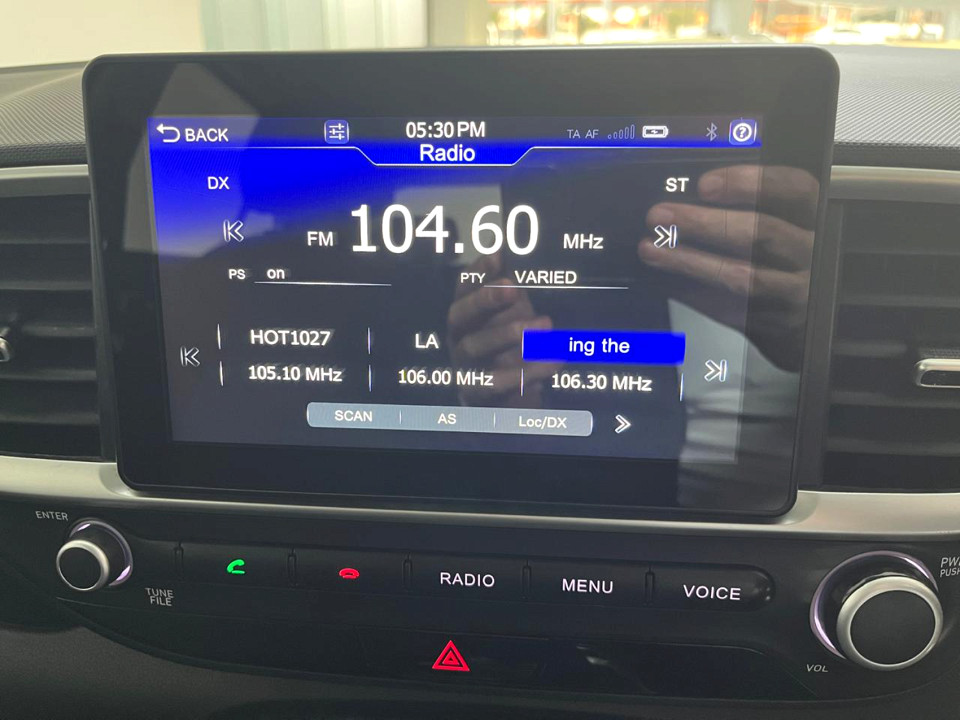 BACK 05:30 PM TA AF
Radio
DX ST
FM 104.60 MHz
PS on PTY VARIED
HOT1027 LA ing the
105.10 MHz 106.00 MHz 106.30 MHz
SCAN AS Loc/DX
ENTER
TUNE
FILE
RADIO MENU VOICE
VOL